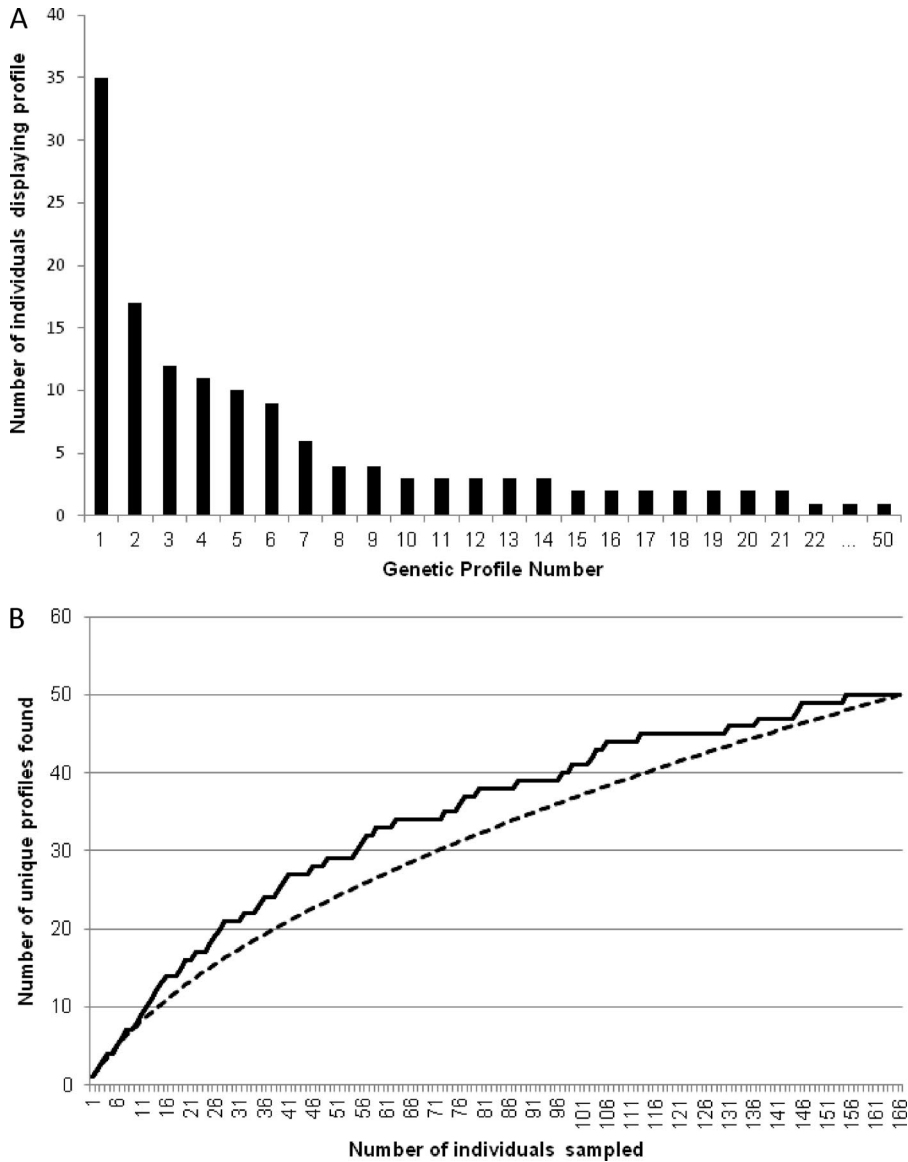 A
Number of individuals displaying profile
40
35
30
25
20
15
10
5
0
1 2 3 4 5 6 7 8 9 10 11 12 13 14 15 16 17 18 19 20 21 22 ... 50
Genetic Profile Number
B
Number of unique profiles found
60
50
40
30
20
10
0
1 6 11 16 21 26 31 36 41 46 51 56 61 66 71 76 81 86 91 96 101 106 111 116 121 126 131 136 141 146 151 156 161 166
Number of individuals sampled